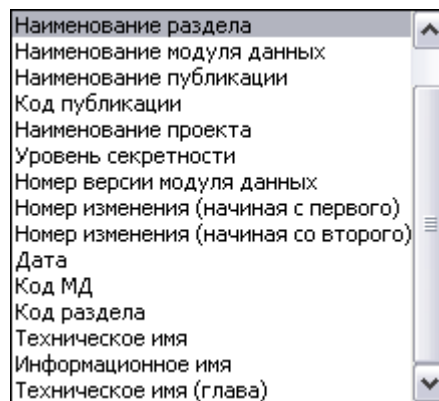 Наименование раздела
Наименование модуля данных
Наименование публикации
Код публикации
Наименование проекта
Уровень секретности
Номер версии модуля данных
Номер изменения (начиная с первого)
Номер изменения (начиная со второго)
Дата
Код МД
Код раздела
Техническое имя
Информационное имя
Техническое имя (глава)